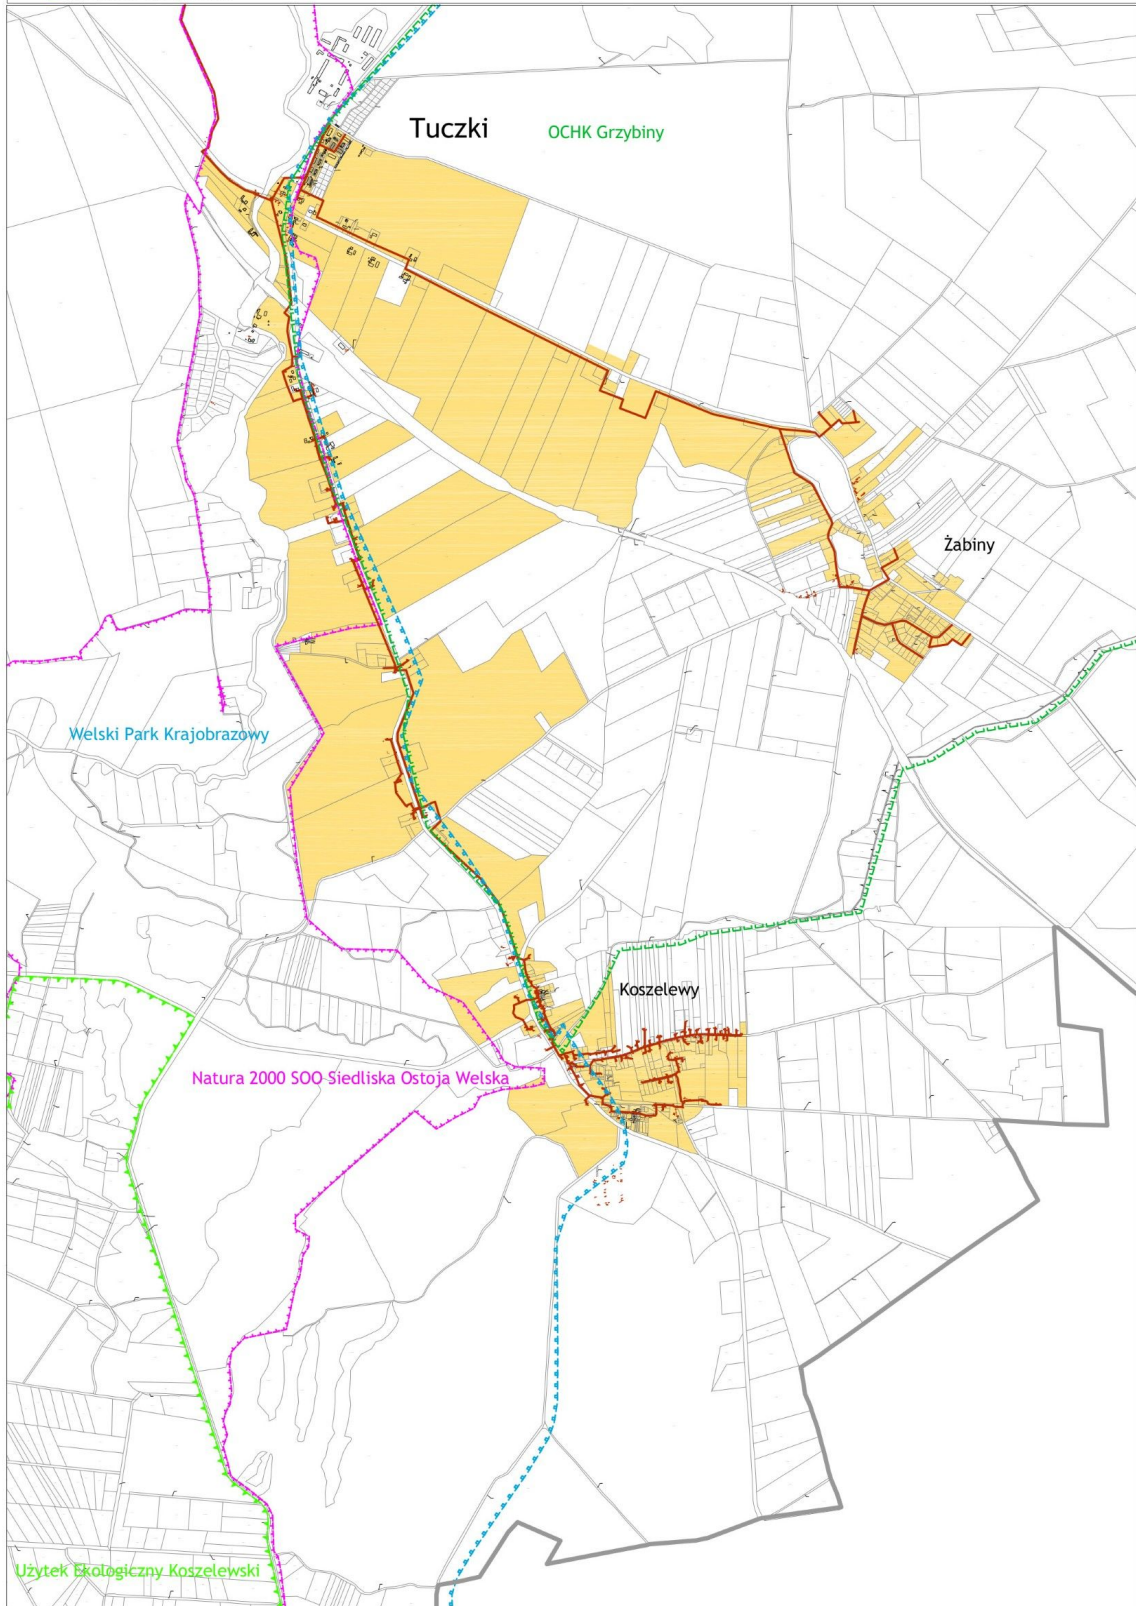 Tuczki
OCHK Grzybiny
Żabiny
Welski Park Krajobrazowy
Koszelewy
Natura 2000 SOO Siedliska Ostoja Welska
Użytek Ekologiczny Koszelewski